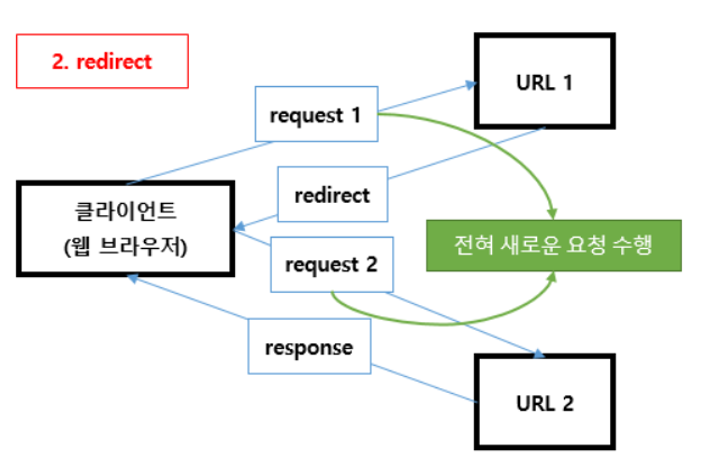 2. redirect
URL 1
request 1
redirect
클라이언트
(웹 브라우저)
전혀 새로운 요청 수행
request 2
response
URL 2